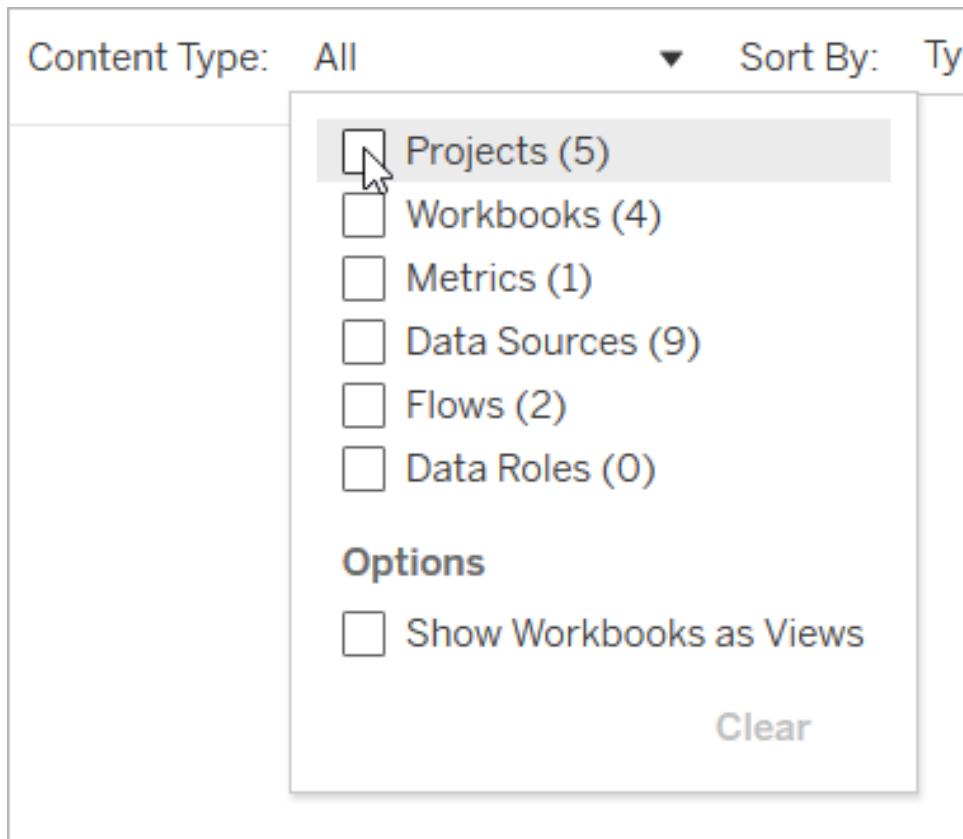 Content Type: All Sort By: Ty
Projects (5)
Workbooks (4)
Metrics (1)
Data Sources (9)
Flows (2)
Data Roles (0)
Options
Show Workbooks as Views
Clear